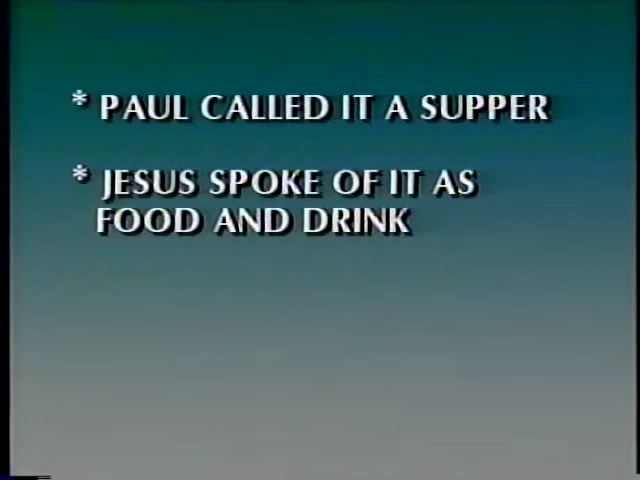 * PAUL CALLED IT A SUPPER
* JESUS SPOKE OF IT AS
FOOD AND DRINK